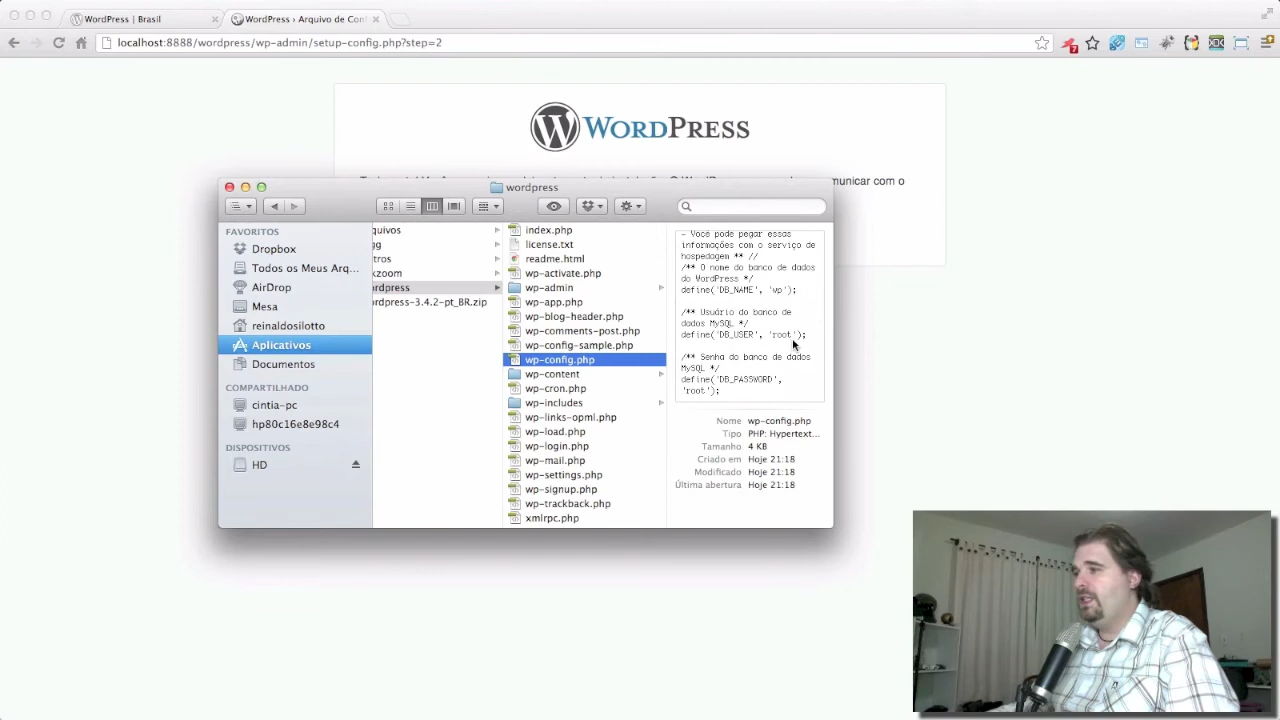 WordPress | Brasil
WordPress › Arquivo de Con
localhost:8888/wordpress/wp-admin/setup-config.php?step=2
7
WORDPRESS
municar com o
wordpress
FAVORITOS
Dropbox
Todos os Meus Arq...
AirDrop
Mesa
reinaldosilotto
Aplicativos
Documentos
COMPARTILHADO
cintia-pc
hp80c16e8e98c4
DISPOSITIVOS
HD
quivos
gg
tros
kzoom
rdpress
rdpress-3.4.2-pt_BR.zip
index.php
license.txt
readme.html
wp-activate.php
wp-admin
wp-app.php
wp-blog-header.php
wp-comments-post.php
wp-config-sample.php
wp-config.php
wp-content
wp-cron.php
wp-includes
wp-links-opml.php
wp-load.php
wp-login.php
wp-mail.php
wp-settings.php
wp-signup.php
wp-trackback.php
xmlrpc.php
- Você pode pegar essas
informações com o serviço de
hospedagem ** //
/** O nome do banco de dados
do WordPress */
define('DB_NAME', 'wp');
/** Usuário do banco de
dados MySQL */
define('DB_USER', 'root');
/** Senha do banco de dados
MySQL */
define('DB_PASSWORD',
'root');
Nome wp-config.php
Tipo PHP: Hypertext...
Tamanho 4 KB
Criado em Hoje 21:18
Modificado Hoje 21:18
Última abertura Hoje 21:18